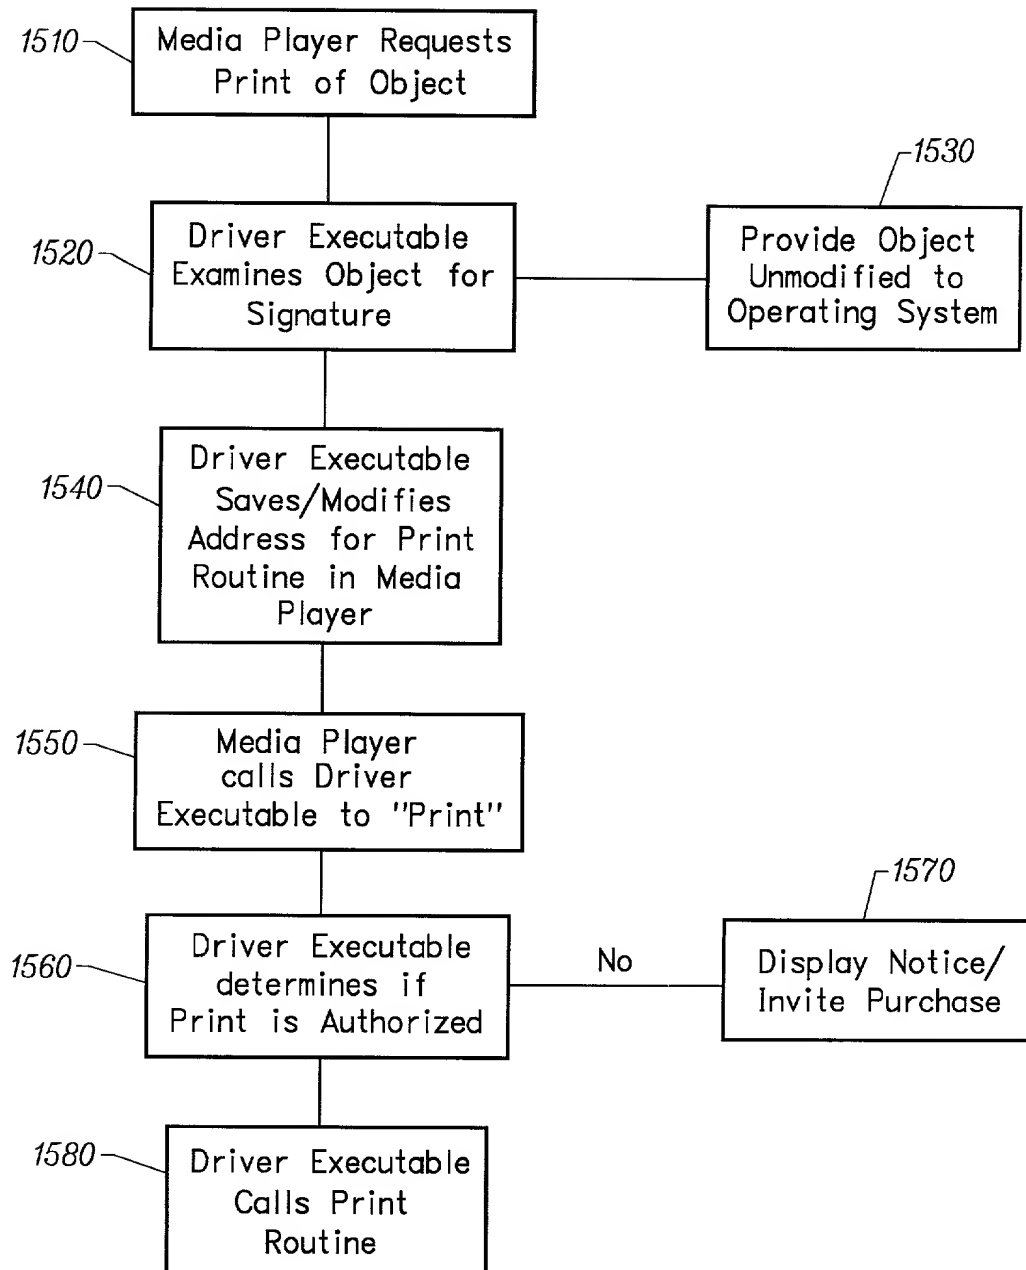 1510
Media Player Requests
Print of Object
1520
Driver Executable
Examines Object for
Signature
1530
Provide Object
Unmodified to
Operating System
1540
Driver Executable
Saves/Modifies
Address for Print
Routine in Media
Player
1550
Media Player
calls Driver
Executable to "Print"
1560
Driver Executable
determines if
Print is Authorized
No
1570
Display Notice/
Invite Purchase
1580
Driver Executable
Calls Print
Routine